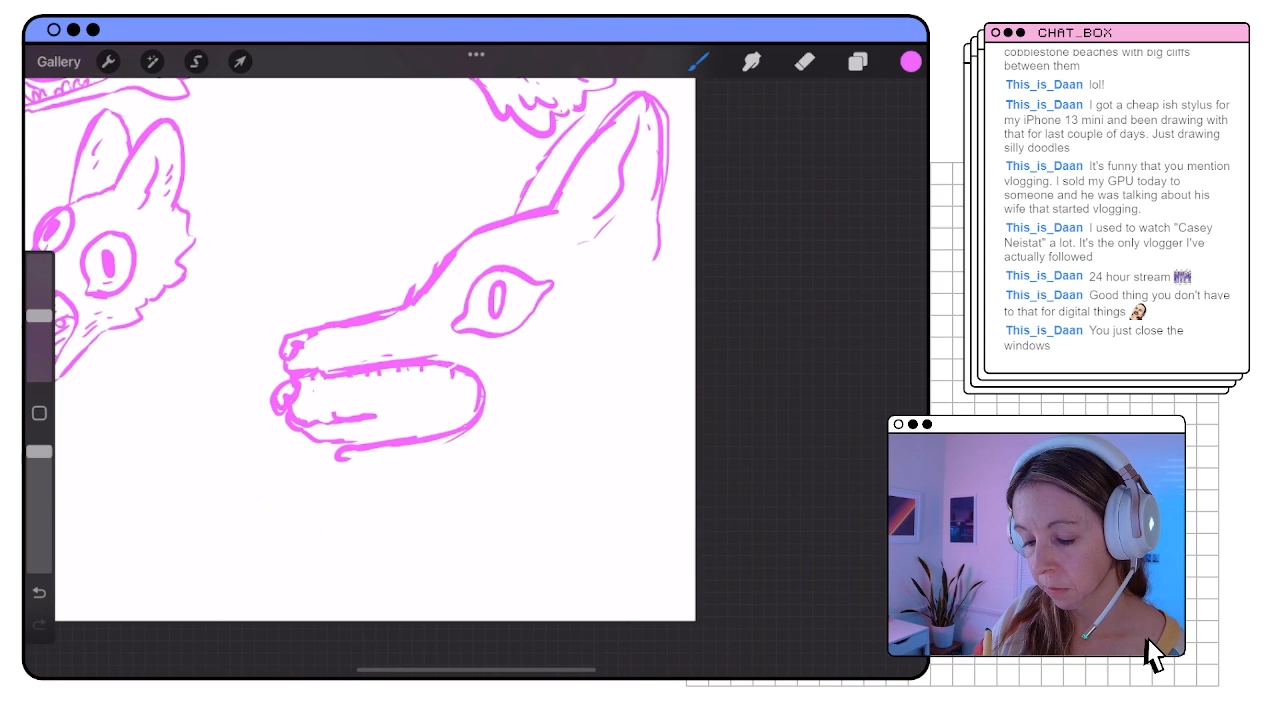 Gallery
CHAT_BOX
cobblestone beaches with big cliffs
between them
This_is_Daan lol!
This_is_Daan I got a cheap ish stylus for
my iPhone 13 mini and been drawing with
that for last couple of days. Just drawing
silly doodles
This_is_Daan It's funny that you mention
vlogging. I sold my GPU today to
someone and he was talking about his
wife that started vlogging.
This_is_Daan I used to watch "Casey
Neistat" a lot. It's the only vlogger I've
actually followed
This_is_Daan 24 hour stream
This_is_Daan Good thing you don't have
to that for digital things
This_is_Daan You just close the
windows